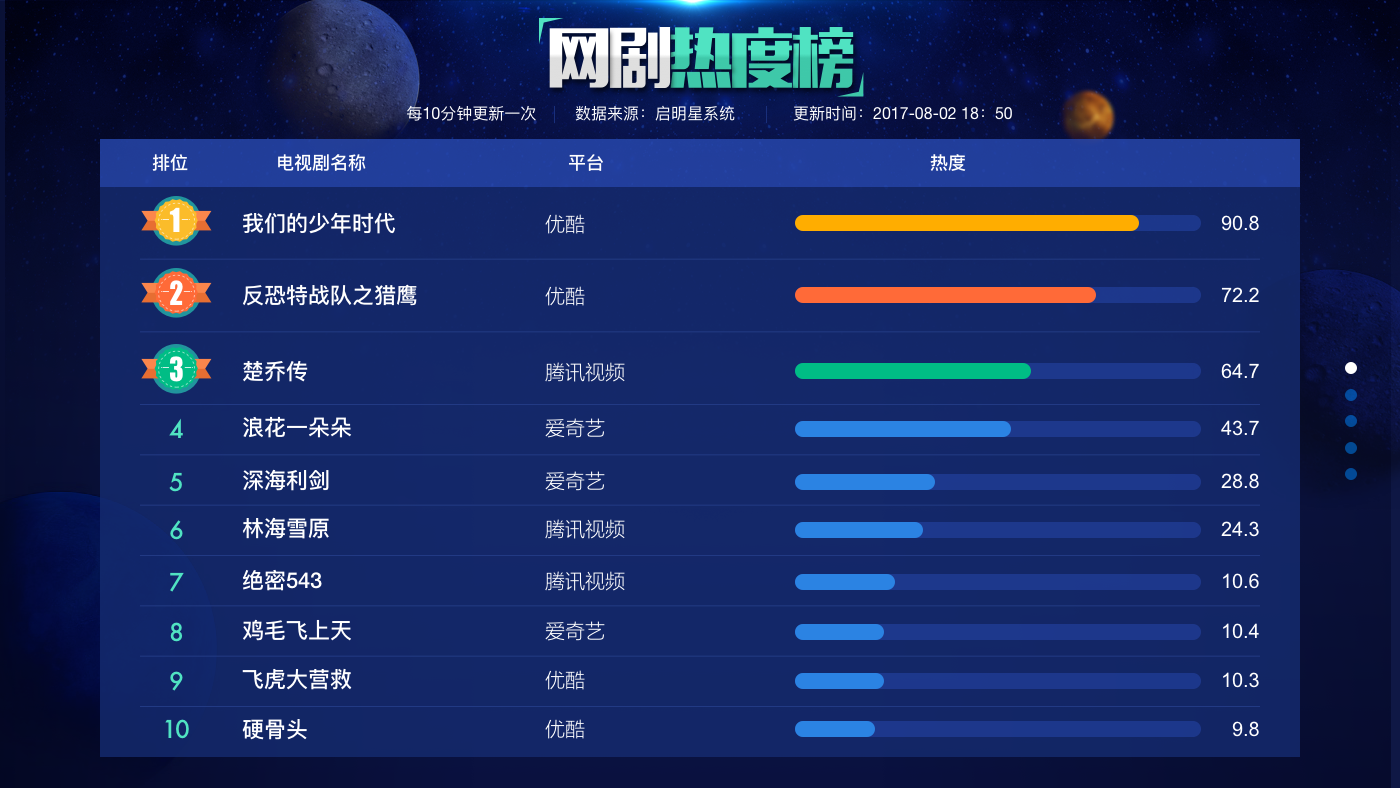 网剧热度榜
每10分钟更新一次 数据来源：启明星系统 更新时间：2017-08-02 18：50
排位 电视剧名称 平台 热度
1 我们的少年时代 优酷 90.8
2 反恐特战队之猎鹰 优酷 72.2
3 楚乔传 腾讯视频 64.7
4 浪花一朵朵 爱奇艺 43.7
5 深海利剑 爱奇艺 28.8
6 林海雪原 腾讯视频 24.3
7 绝密543 腾讯视频 10.6
8 鸡毛飞上天 爱奇艺 10.4
9 飞虎大营救 优酷 10.3
10 硬骨头 优酷 9.8